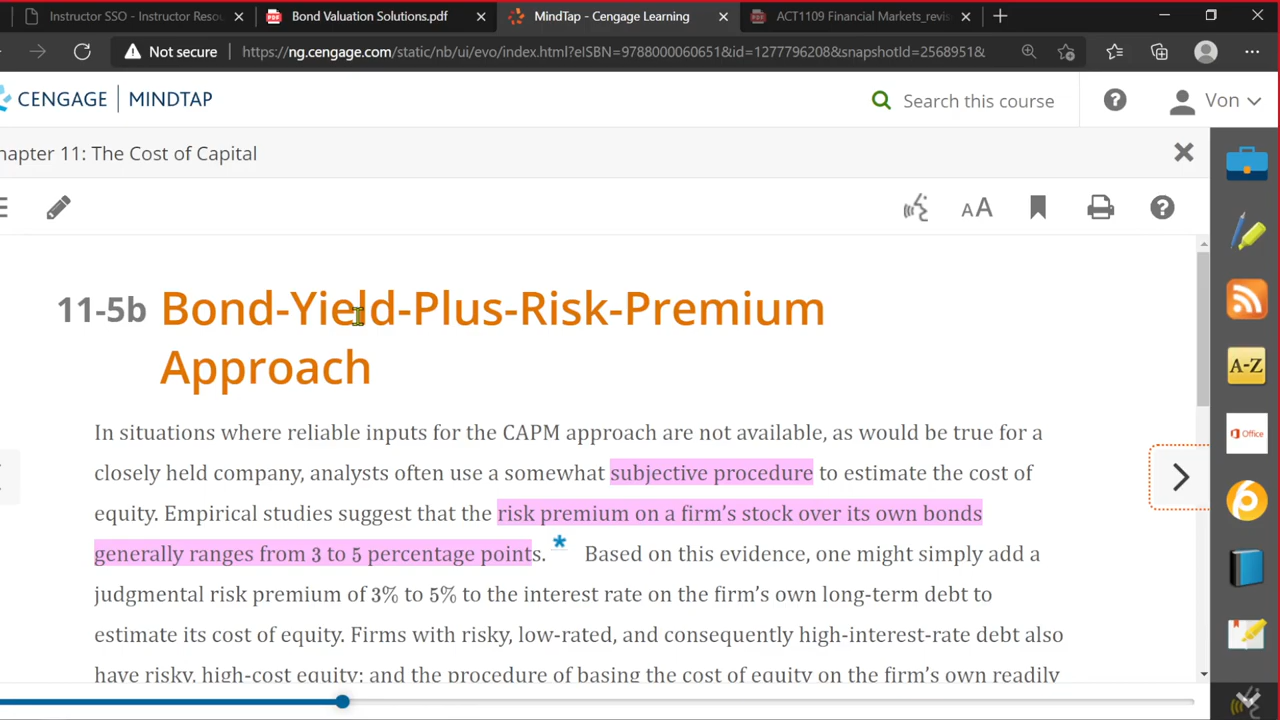 Instructor SSO - Instructor Resou
Bond Valuation Solutions.pdf
MindTap - Cengage Learning
ACT1109 Financial Markets_revis
Not secure
https://ng.cengage.com/static/nb/ui/evo/index.html?eISBN=9788000060651&id=1277796208&snapshotId=2568951&
CENGAGE MINDTAP
Search this course
Von
hapter 11: The Cost of Capital
AA
11-5b Bond-Yield-Plus-Risk-Premium
Approach
In situations where reliable inputs for the CAPM approach are not available, as would be true for a
closely held company, analysts often use a somewhat subjective procedure to estimate the cost of
equity. Empirical studies suggest that the risk premium on a firm's stock over its own bonds
generally ranges from 3 to 5 percentage points. * Based on this evidence, one might simply add a
judgmental risk premium of 3% to 5% to the interest rate on the firm's own long-term debt to
estimate its cost of equity. Firms with risky, low-rated, and consequently high-interest-rate debt also
have risky, high-cost equity; and the procedure of basing the cost of equity on the firm's own readily
A-Z
Office